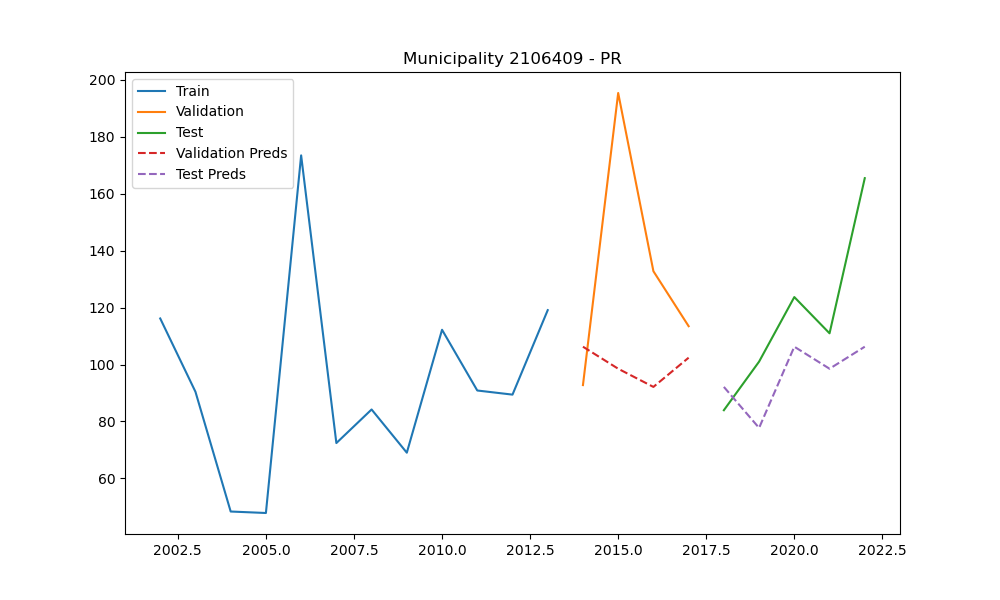 Municipality 2106409 - PR
200
180
160
140
120
100
80
60
Train
Validation
Test
Validation Preds
Test Preds
2002.5 2005.0 2007.5 2010.0 2012.5 2015.0 2017.5 2020.0 2022.5